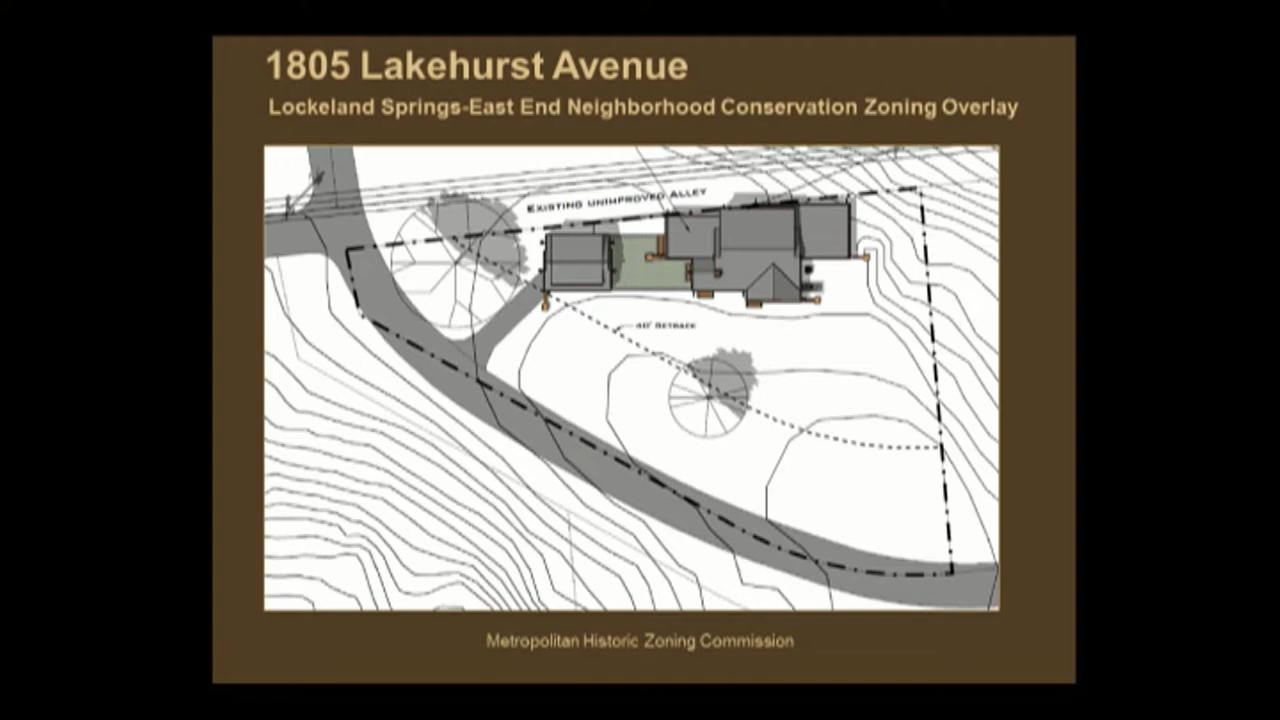 1805 Lakehurst Avenue
Lockeland Springs-East End Neighborhood Conservation Zoning Overlay
EXISTING UNIMPROVED ALLEY
40' SETBACK
Metropolitan Historic Zoning Commission